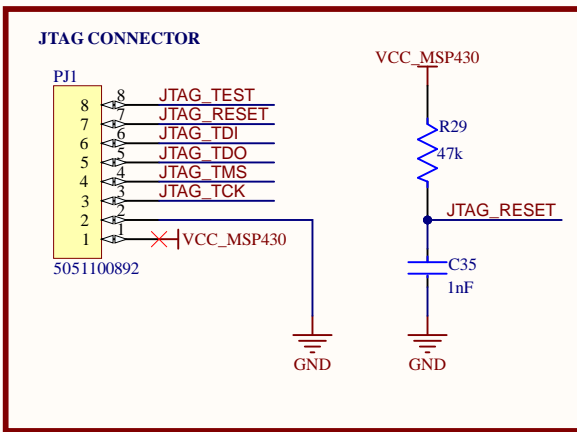 JTAG CONNECTOR
PJ1
8 8 JTAG_TEST
7 7 JTAG_RESET
6 6 JTAG_TDI
5 5 JTAG_TDO
4 4 JTAG_TMS
3 3 JTAG_TCK
2 2
1 1 VCC_MSP430
5051100892
GND
VCC_MSP430
R29
47k
JTAG_RESET
C35
1nF
GND